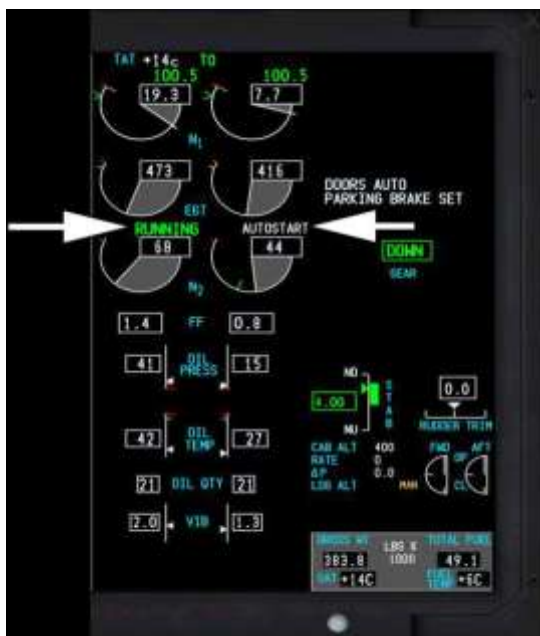 TAT +14c TO
100.5 100.5
19.3 7.7
N1
473 416
EGT
DOORS AUTO
PARKING BRAKE SET
RUNNING AUTOSTART
68 44
DOWN
GEAR
N2
1.4 FF 0.8
41 OIL PRESS 15
ND
STAB
4.00
0.0
NU
RUDDER TRIM
42 OIL TEMP 27
CAB ALT 400
RATE 0
ΔP 0.0
LDG ALT MAN
FWD AFT
OP
CL
21 OIL QTY 21
2.0 VIB 1.3
GROSS WT LBS X 1000 TOTAL FUEL
383.8 49.1
SAT +14C FUEL TEMP +6C